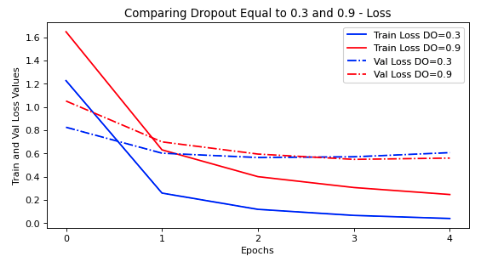 Comparing Dropout Equal to 0.3 and 0.9 - Loss
Train and Val Loss Values
1.6
1.4
1.2
1.0
0.8
0.6
0.4
0.2
0.0
Train Loss DO=0.3
Train Loss DO=0.9
Val Loss DO=0.3
Val Loss DO=0.9
0 1 2 3 4
Epochs